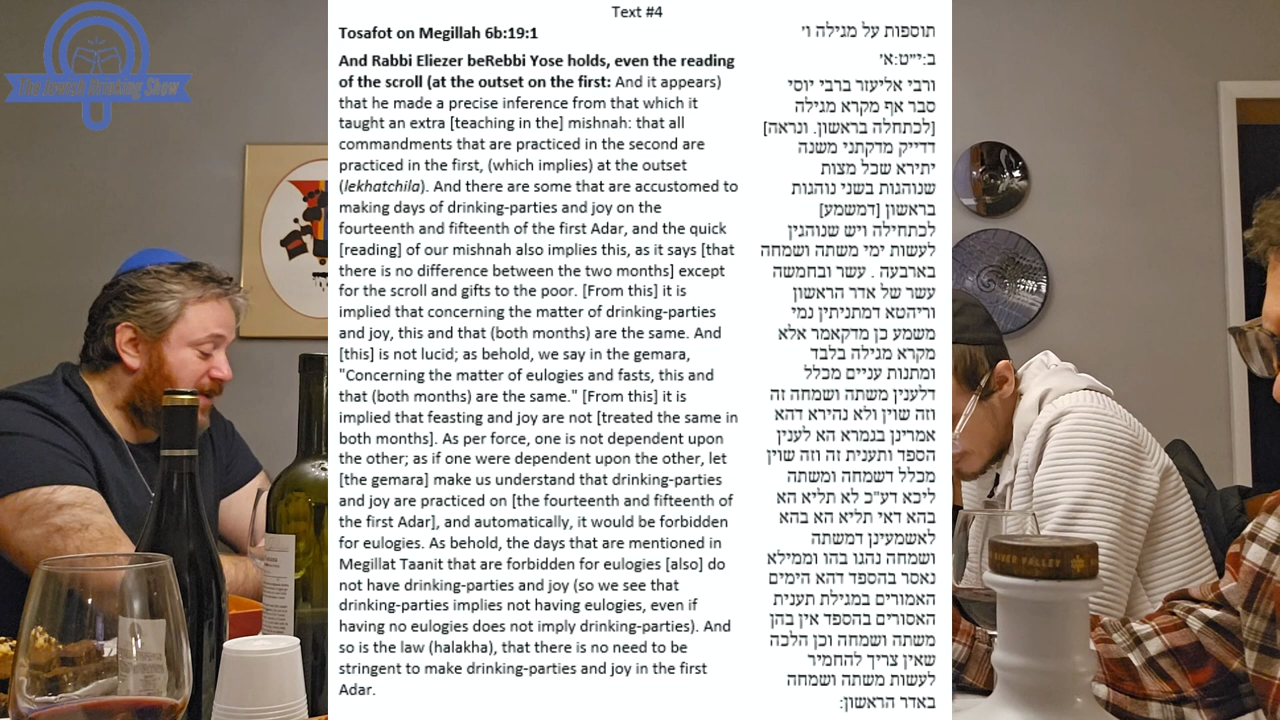 The Jewish Drinking Show
Text #4
Tosafot on Megillah 6b:19:1
And Rabbi Eliezer beRebbi Yose holds, even the reading
of the scroll (at the outset on the first: And it appears)
that he made a precise inference from that which it
taught an extra [teaching in the] mishnah: that all
commandments that are practiced in the second are
practiced in the first, (which implies) at the outset
(lekhatchila). And there are some that are accustomed to
making days of drinking-parties and joy on the
fourteenth and fifteenth of the first Adar, and the quick
[reading] of our mishnah also implies this, as it says [that
there is no difference between the two months] except
for the scroll and gifts to the poor. [From this] it is
implied that concerning the matter of drinking-parties
and joy, this and that (both months) are the same. And
[this] is not lucid; as behold, we say in the gemara,
"Concerning the matter of eulogies and fasts, this and
that (both months) are the same." [From this] it is
implied that feasting and joy are not [treated the same in
both months]. As per force, one is not dependent upon
the other; as if one were dependent upon the other, let
[the gemara] make us understand that drinking-parties
and joy are practiced on [the fourteenth and fifteenth of
the first Adar], and automatically, it would be forbidden
for eulogies. As behold, the days that are mentioned in
Megillat Taanit that are forbidden for eulogies [also] do
not have drinking-parties and joy (so we see that
drinking-parties implies not having eulogies, even if
having no eulogies does not imply drinking-parties). And
so is the law (halakha), that there is no need to be
stringent to make drinking-parties and joy in the first
Adar.
תוספות על מגילה ו׳
ב:י״ט:א׳
ורבי אליעזר ברבי יוסי
סבר אף מקרא מגילה
[לכתחלה בראשון. ונראה]
דדייק מדקתני משנה
יתירא שכל מצות
שנוהגות בשני נוהגות
בראשון [דמשמע]
לכתחילה ויש שנוהגין
לעשות ימי משתה ושמחה
בארבעה . עשר ובחמשה
עשר של אדר הראשון
וריהטא דמתניתין נמי
משמע כן מדקאמר אלא
מקרא מגילה בלבד
ומתנות עניים מכלל
דלענין משתה ושמחה זה
וזה שוין ולא נהירא דהא
אמרינן בגמרא הא לענין
הספד ותענית זה וזה שוין
מכלל דשמחה ומשתה
ליכא דע"כ לא תליא הא
בהא דאי תליא הא בהא
לאשמעינן דמשתה
ושמחה נהגו בהו וממילא
נאסר בהספד דהא הימים
האמורים במגילת תענית
האסורים בהספד אין בהן
משתה ושמחה וכן הלכה
שאין צריך להחמיר
לעשות משתה ושמחה
באדר הראשון:
RIVER VALLEY